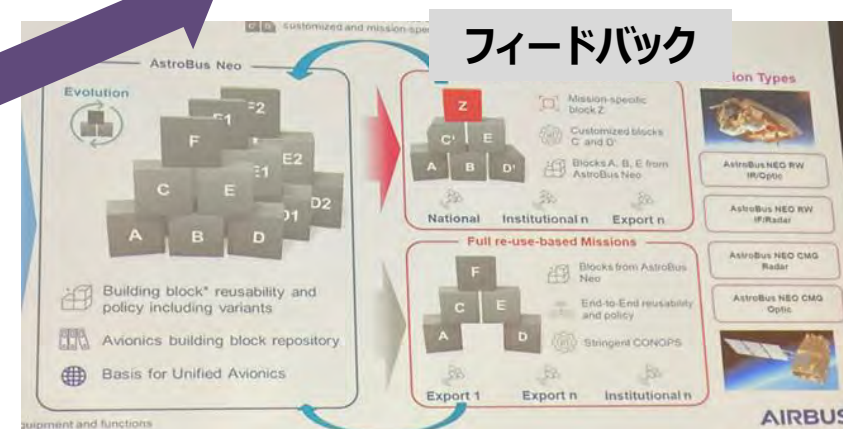 customized and mission-spe
フィードバック
AstroBus Neo
Evolution
F1
F2
F
E1
E2
C
E
D1
D2
A
B
D
Building block* reusability and
policy including variants
Avionics building block repository
Basis for Unified Avionics
Z
C'
E
A
B
D'
Mission-specific
block Z
Customized blocks
C' and D'
Blocks A, B, E from
AstroBus Neo
National
Institutional n
Export n
Full re-use-based Missions
F
C
E
A
D
Blocks from AstroBus
Neo
End-to-End reusability
and policy
Stringent CONOPS
Export 1
Export n
Institutional n
ion Types
AstroBus NEO RW
IR/Optic
AstroBus NEO RW
IF/Radar
AstroBus NEO CMG
Radar
AstroBus NEO CMG
Optic
quipment and functions
AIRBUS